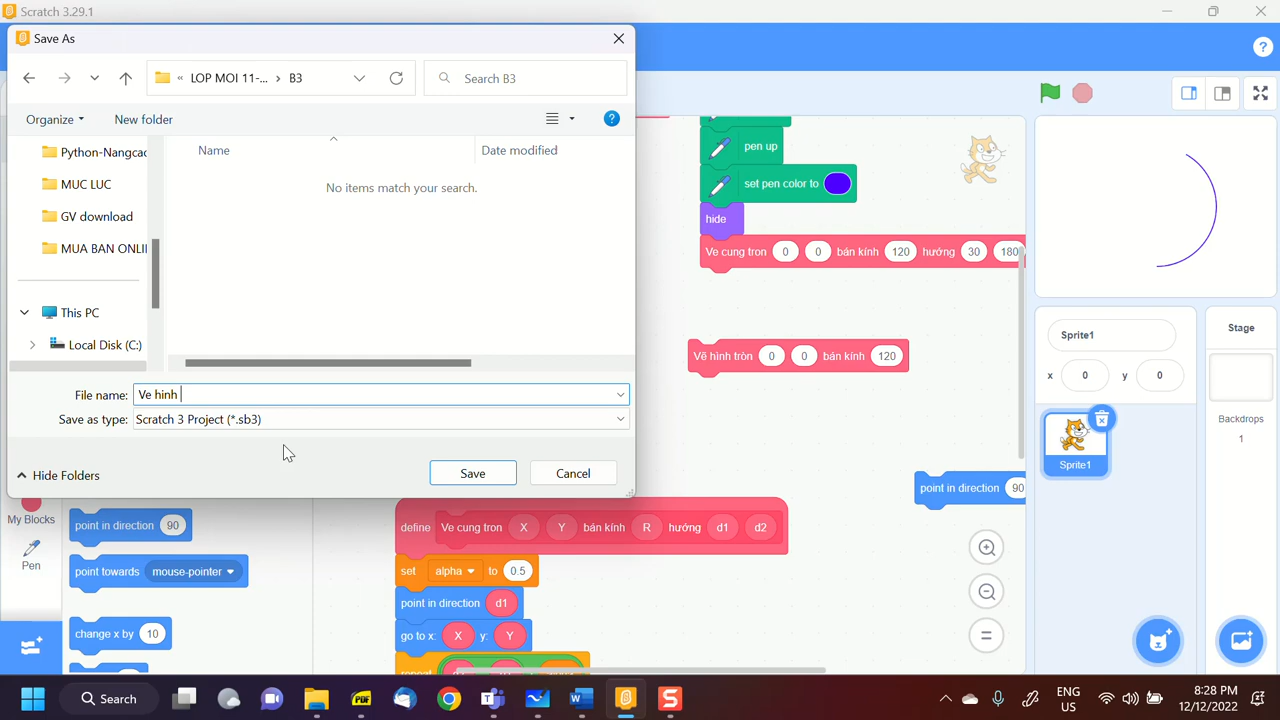 Scratch 3.29.1
Save As
« LOP MOI 11-... › B3
Search B3
Organize
New folder
Python-Nangcac
MUC LUC
GV download
MUA BAN ONLI
This PC
Local Disk (C:)
Name
Date modified
No items match your search.
File name: Ve hinh
Save as type: Scratch 3 Project (*.sb3)
Hide Folders
Save
Cancel
pen up
set pen color to
hide
Ve cung tron 0 0 bán kính 120 hướng 30 180
Vẽ hình tròn 0 0 bán kính 120
point in direction 90
define Ve cung tron X Y bán kính R hướng d1 d2
set alpha to 0.5
point in direction d1
go to x: X y: Y
repeat
My Blocks
Pen
point in direction 90
point towards mouse-pointer
change x by 10
Sprite1
x 0 y 0
Sprite1
Stage
Backdrops
1
Search
ENG
US
8:28 PM
12/12/2022